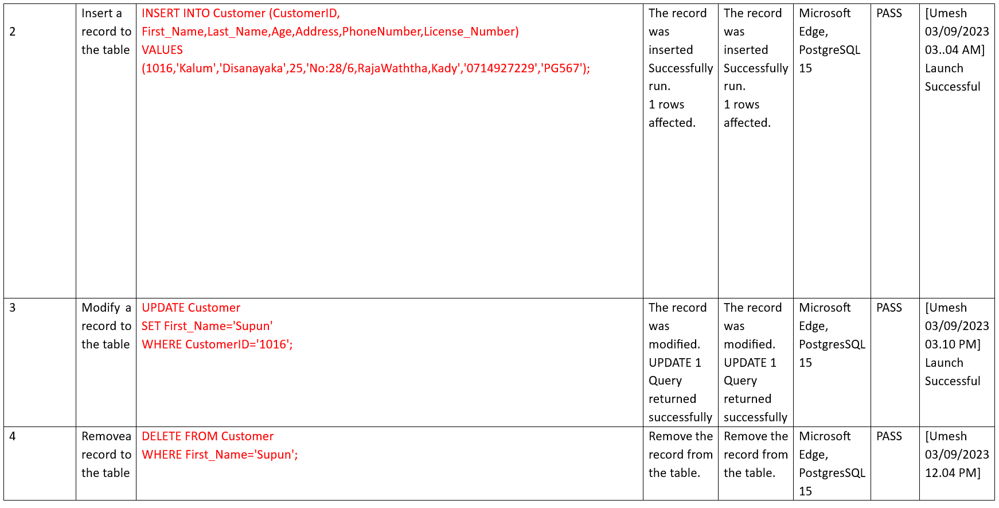 2
Insert a
record to
the table
INSERT INTO Customer (CustomerID,
First_Name,Last_Name,Age,Address,PhoneNumber,License_Number)
VALUES
(1016,'Kalum','Disanayaka',25,'No:28/6,RajaWaththa,Kady','0714927229','PG567');
The record
was
inserted
Successfully
run.
1 rows
affected.
The record
was
inserted
Successfully
run.
1 rows
affected.
Microsoft
Edge,
PostgreSQL
15
PASS
[Umesh
03/09/2023
03..04 AM]
Launch
Successful
3
Modify a
record to
the table
UPDATE Customer
SET First_Name='Supun'
WHERE CustomerID='1016';
The record
was
modified.
UPDATE 1
Query
returned
successfully
The record
was
modified.
UPDATE 1
Query
returned
successfully
Microsoft
Edge,
PostgresSQL
15
PASS
[Umesh
03/09/2023
03.10 PM]
Launch
Successful
4
Removea
record to
the table
DELETE FROM Customer
WHERE First_Name='Supun';
Remove the
record from
the table.
Remove the
record from
the table.
Microsoft
Edge,
PostgresSQL
15
PASS
[Umesh
03/09/2023
12.04 PM]